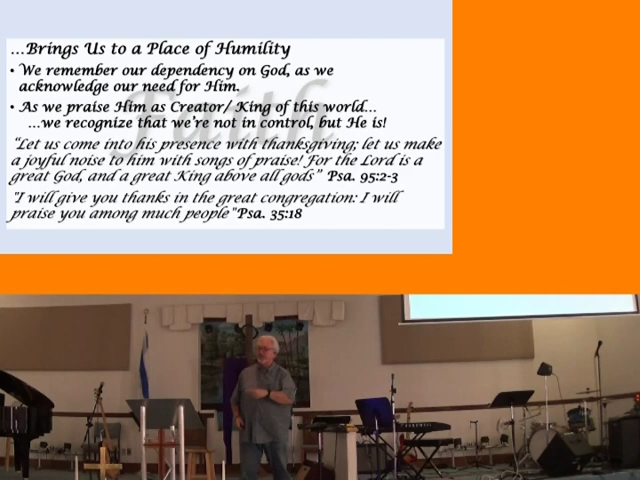 ...Brings Us to a Place of Humility
• We remember our dependency on God, as we
acknowledge our need for Him.
• As we praise Him as Creator/ King of this world...
...we recognize that we're not in control, but He is!
"Let us come into his presence with thanksgiving; let us make
a joyful noise to him with songs of praise! For the Lord is a
great God, and a great King above all gods" Psa. 95:2-3
"I will give you thanks in the great congregation: I will
praise you among much people" Psa. 35:18
Faith